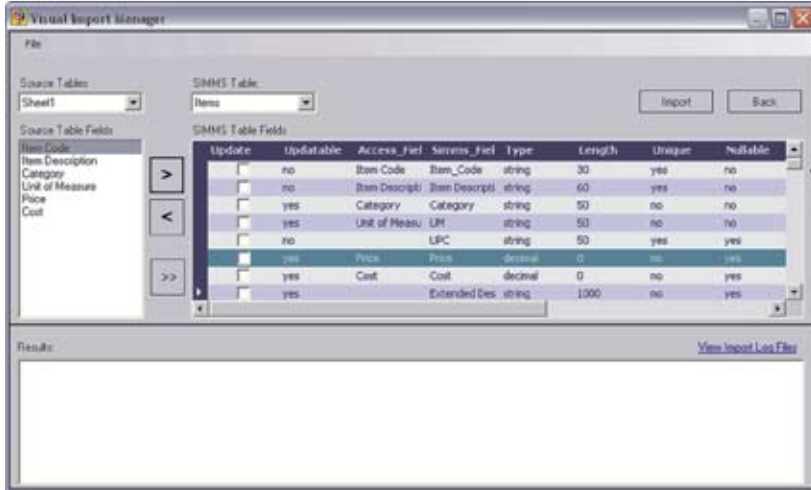 Visual Import Manager
File
Source Tables
SIMMS Table:
Sheet1
Items
Import
Back
Source Table Fields
SIMMS Table Fields
Item Code
Item Description
Category
Unit of Measure
Price
Cost
>
<
>>
Update Updatable Access_Fiel Simms_Fiel Type Length Unique Nullable
no Item Code Item_Code string 30 yes no
no Item Descripti Item Descripti string 60 yes no
yes Category Category string 50 no no
yes Unit of Measu UM string 50 no no
no UPC string 50 yes yes
yes Price Price decimal 0 no yes
yes Cost Cost decimal 0 no yes
yes Extended Des string 1000 no yes
Results:
View Import Log Files